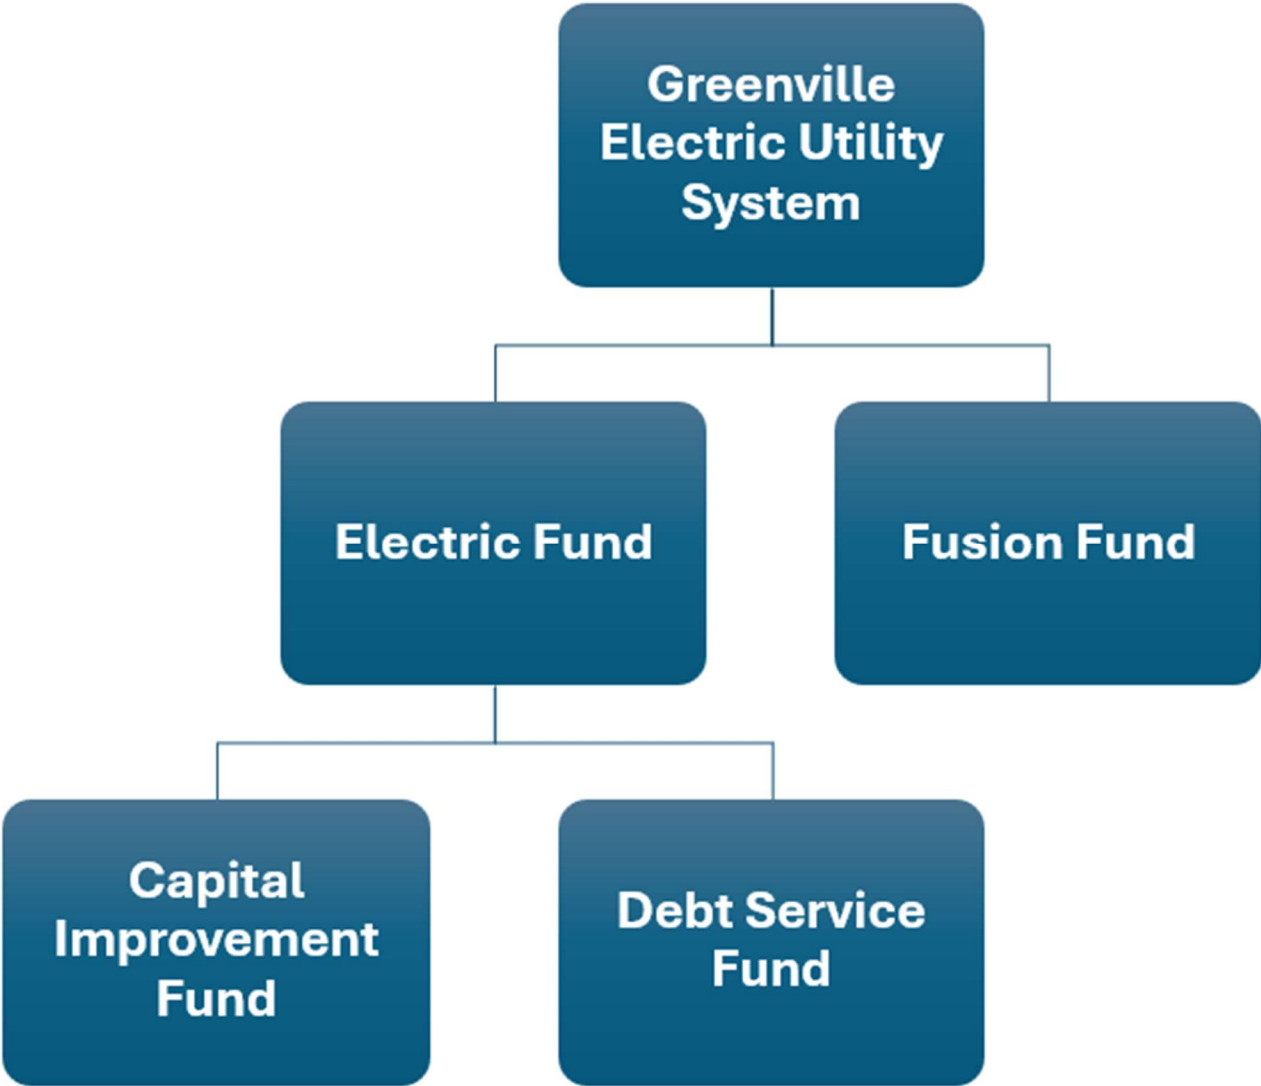 Greenville
Electric Utility
System
Electric Fund
Fusion Fund
Capital
Improvement
Fund
Debt Service
Fund